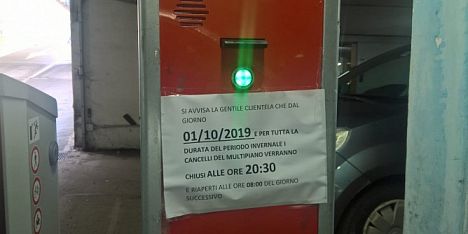 SI AVVISA LA GENTILE CLIENTELA CHE DAL
GIORNO
01/10/2019 E PER TUTTA LA
DURATA DEL PERIODO INVERNALE I
CANCELLI DEL MULTIPIANO VERRANNO
CHIUSI ALLE ORE 20:30
E RIAPERTI ALLE ORE 08:00 DEL GIORNO
SUCCESSIVO